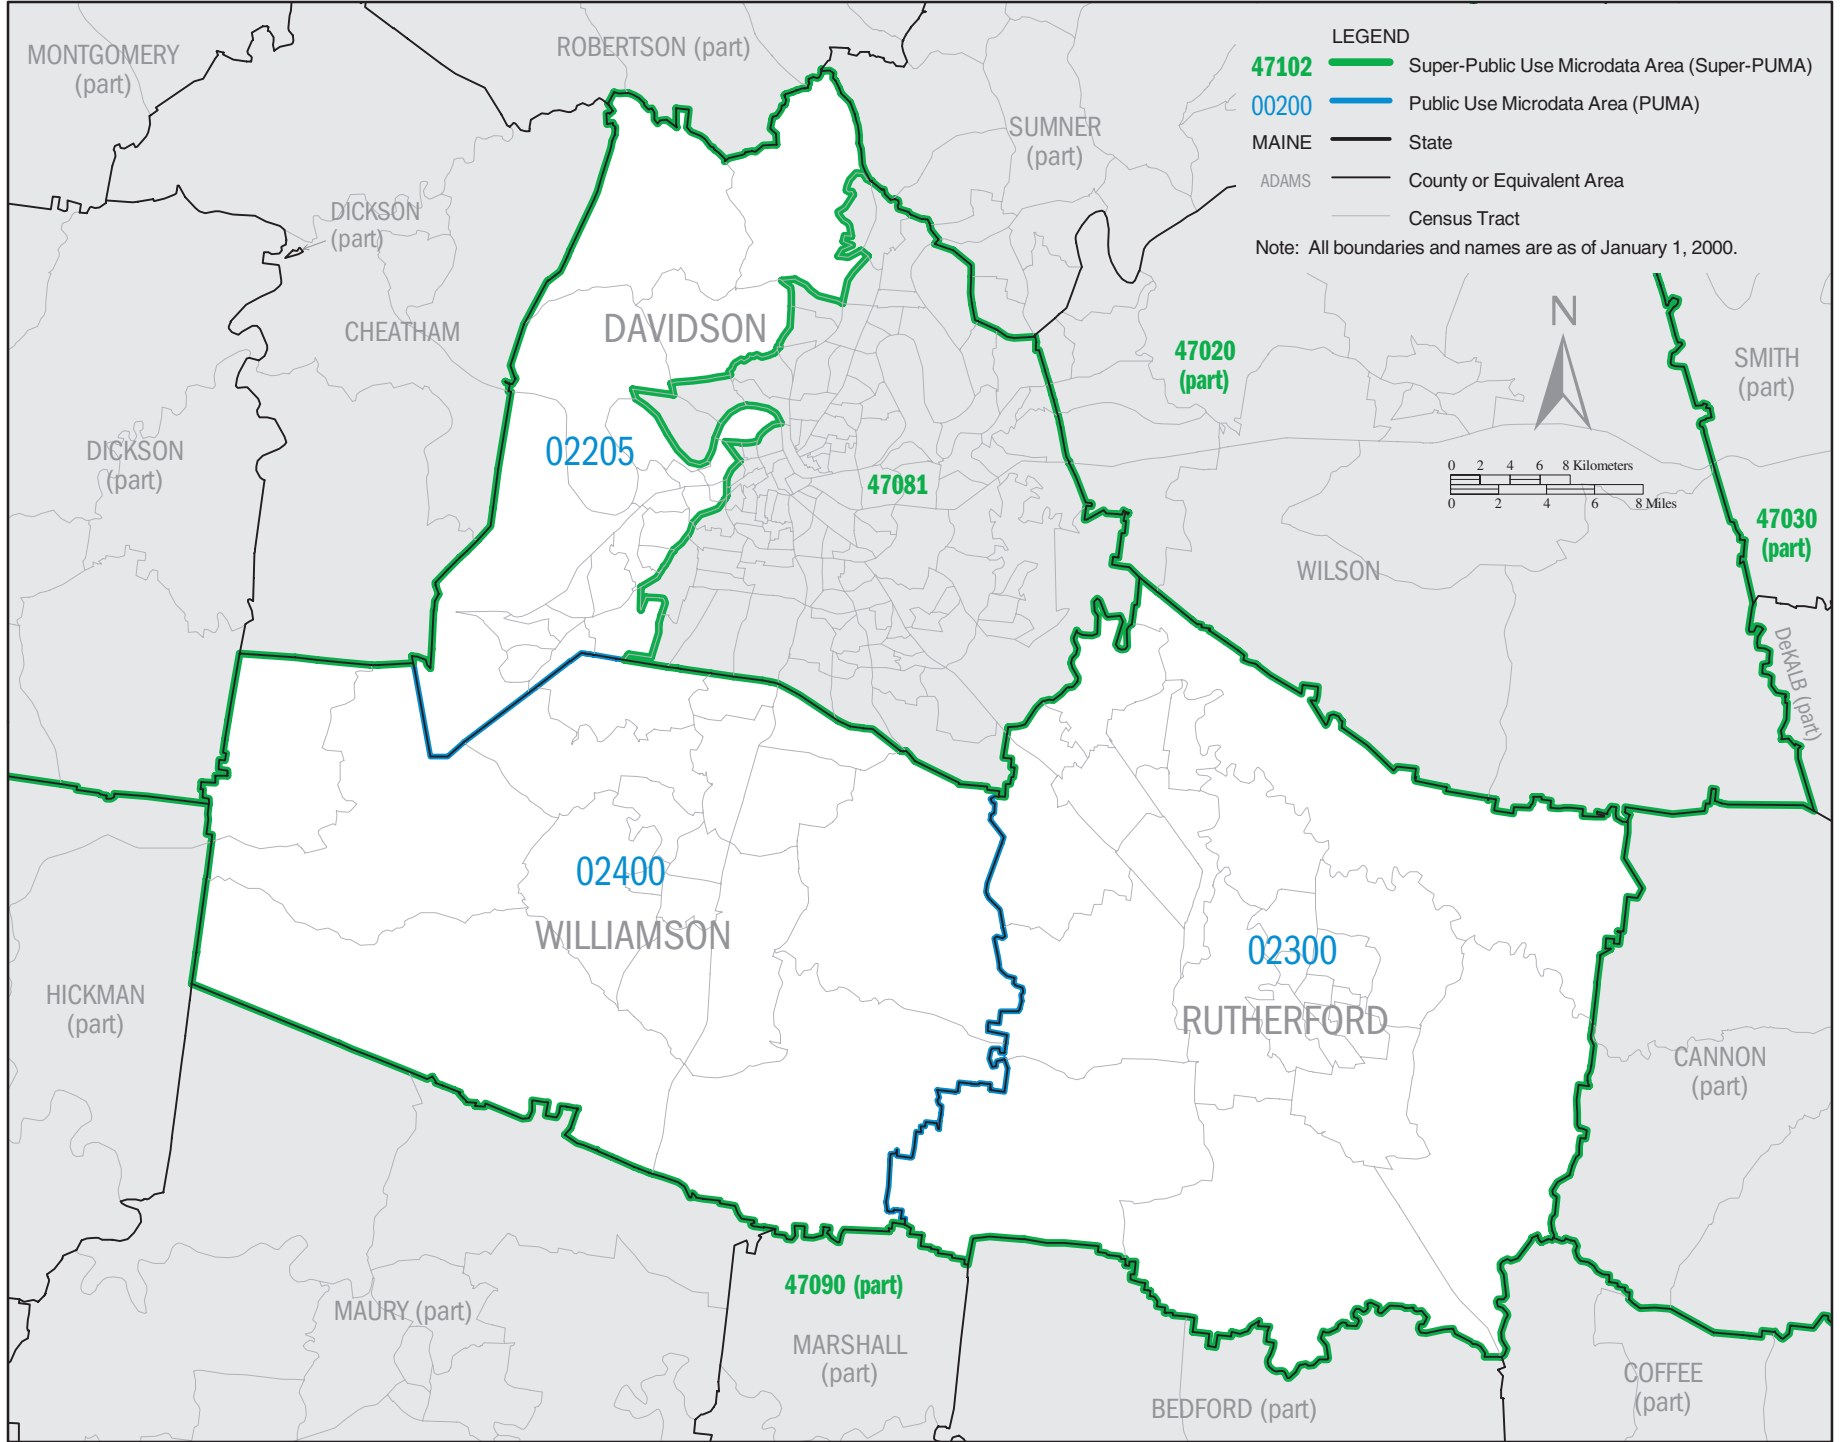 LEGEND
47102 Super-Public Use Microdata Area (Super-PUMA)
00200 Public Use Microdata Area (PUMA)
MAINE State
ADAMS County or Equivalent Area
Census Tract
Note: All boundaries and names are as of January 1, 2000.
MONTGOMERY
(part)
ROBERTSON (part)
SUMNER
(part)
DICKSON
(part)
CHEATHAM
DAVIDSON
N
47020
(part)
SMITH
(part)
DICKSON
(part)
02205
47081
0 2 4 6 8 Kilometers
0 2 4 6 8 Miles
47030
(part)
WILSON
DeKALB (part)
02400
WILLIAMSON
02300
RUTHERFORD
HICKMAN
(part)
CANNON
(part)
47090 (part)
MAURY (part)
MARSHALL
(part)
BEDFORD (part)
COFFEE
(part)